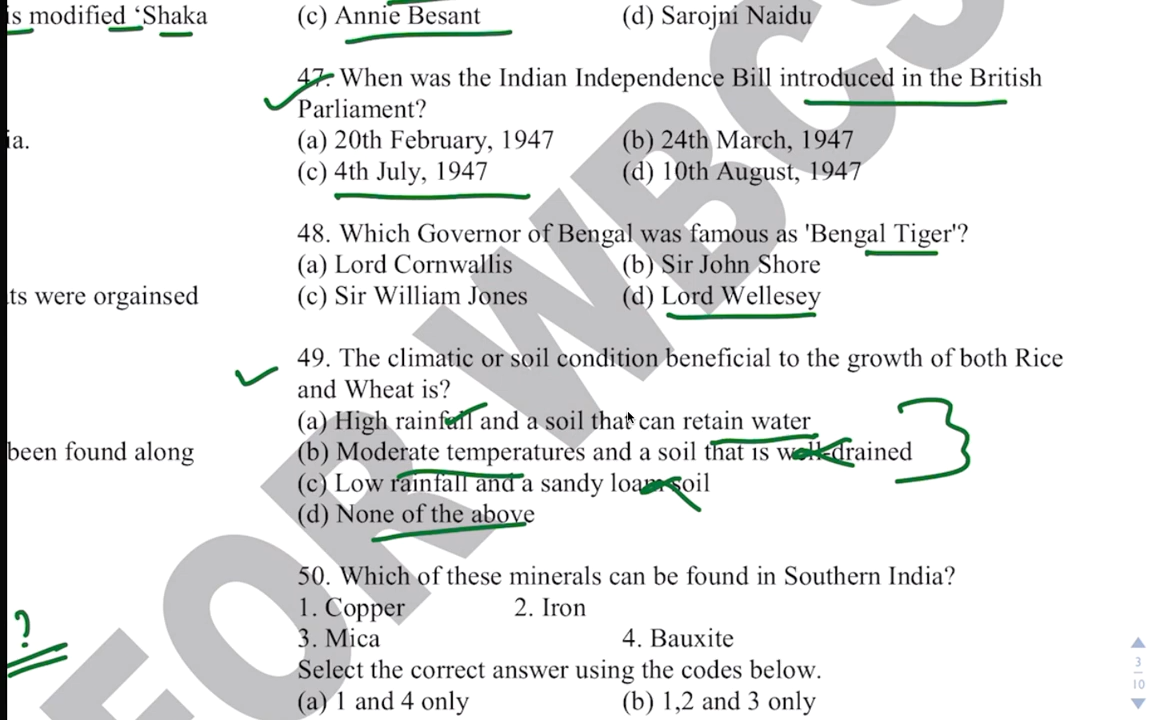 is modified ‘Shaka
(c) Annie Besant (d) Sarojni Naidu
47. When was the Indian Independence Bill introduced in the British
Parliament?
ia.
(a) 20th February, 1947 (b) 24th March, 1947
(c) 4th July, 1947 (d) 10th August, 1947
48. Which Governor of Bengal was famous as 'Bengal Tiger'?
(a) Lord Cornwallis (b) Sir John Shore
ts were orgainsed
(c) Sir William Jones (d) Lord Wellesey
49. The climatic or soil condition beneficial to the growth of both Rice
and Wheat is?
(a) High rainfall and a soil that can retain water
been found along
(b) Moderate temperatures and a soil that is well-drained
(c) Low rainfall and a sandy loam soil
(d) None of the above
50. Which of these minerals can be found in Southern India?
1. Copper 2. Iron
?
3. Mica 4. Bauxite
Select the correct answer using the codes below.
(a) 1 and 4 only (b) 1,2 and 3 only
3
10
FOR WBCS